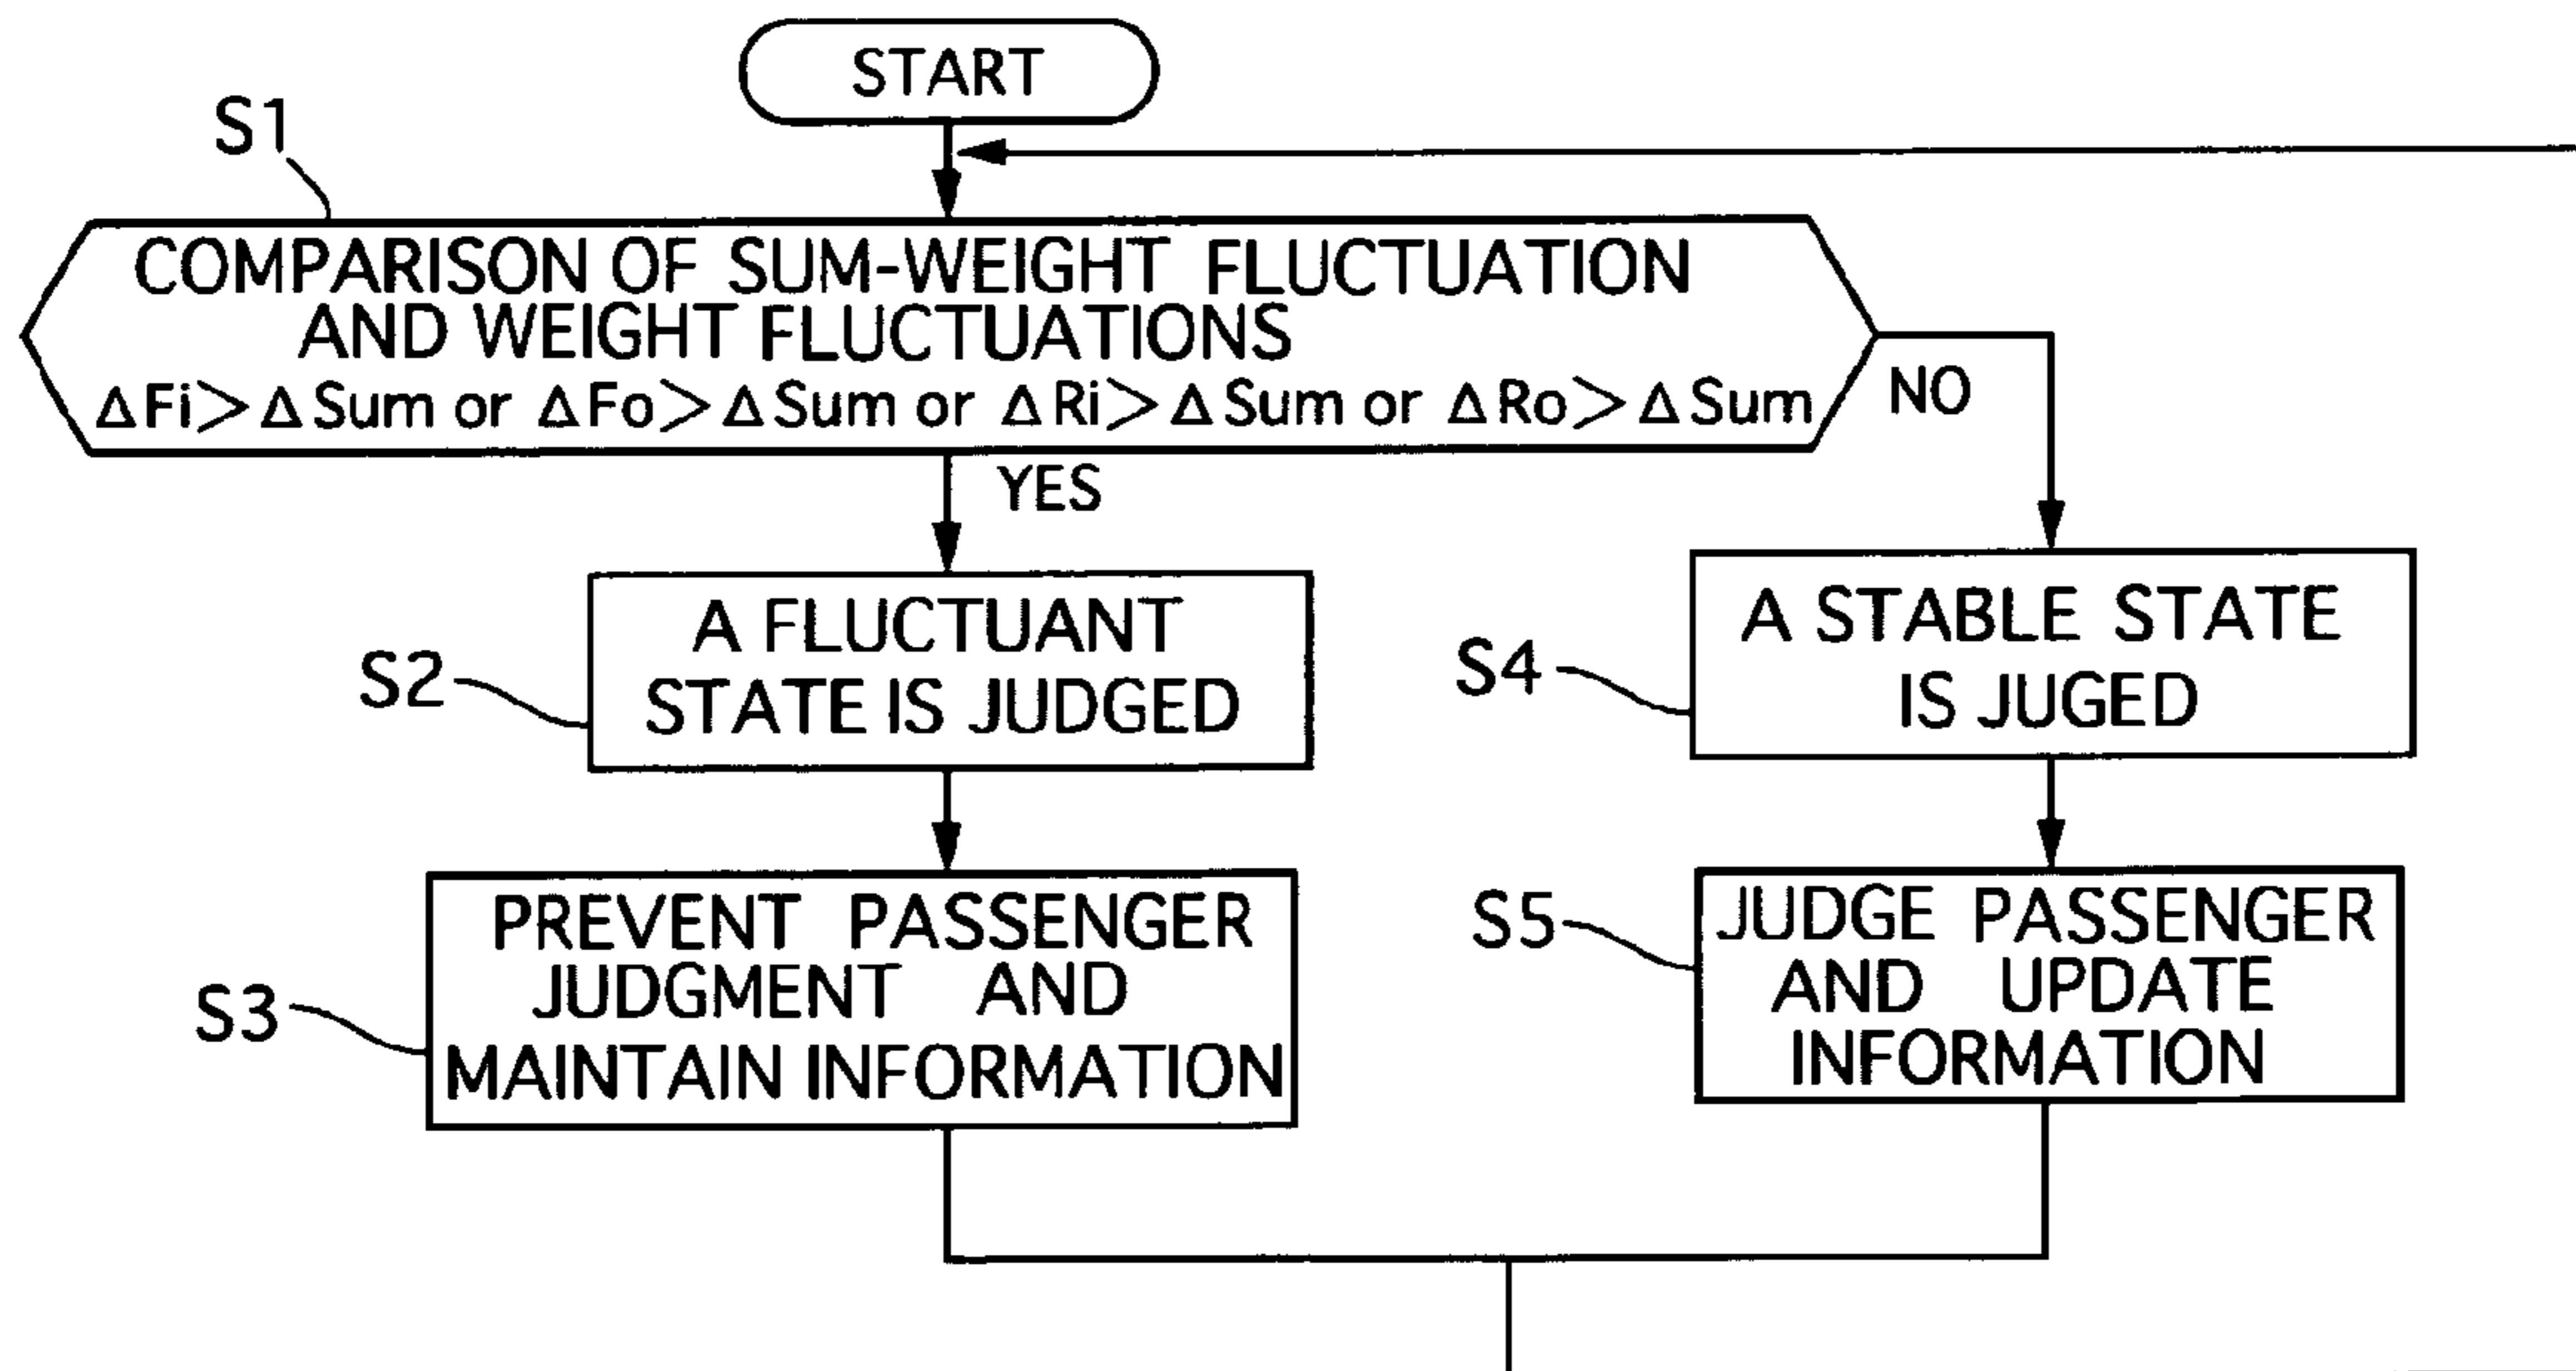 START
S1
COMPARISON OF SUM-WEIGHT FLUCTUATION
AND WEIGHT FLUCTUATIONS
ΔFi>ΔSum or ΔFo>ΔSum or ΔRi>ΔSum or ΔRo>ΔSum
NO
YES
S2
A FLUCTUANT
STATE IS JUDGED
S4
A STABLE STATE
IS JUGED
S3
PREVENT PASSENGER
JUDGMENT AND
MAINTAIN INFORMATION
S5
JUDGE PASSENGER
AND UPDATE
INFORMATION